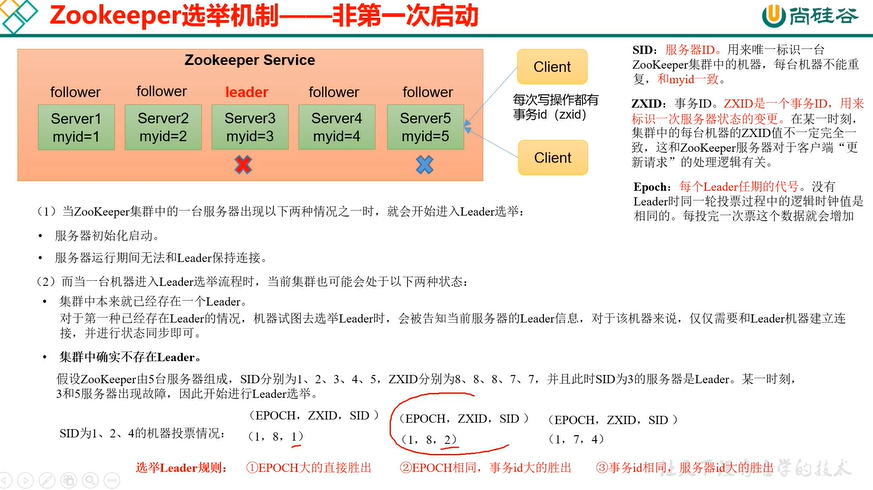 Zookeeper选举机制——非第一次启动
尚硅谷
Zookeeper Service
follower
follower
leader
follower
follower
Server1
myid=1
Server2
myid=2
Server3
myid=3
Server4
myid=4
Server5
myid=5
Client
每次写操作都有
事务id（zxid）
Client
SID：服务器ID。用来唯一标识一台
ZooKeeper集群中的机器，每台机器不能重
复，和myid一致。
ZXID：事务ID。ZXID是一个事务ID，用来
标识一次服务器状态的变更。在某一时刻，
集群中的每台机器的ZXID值不一定完全一
致，这和ZooKeeper服务器对于客户端“更
新请求”的处理逻辑有关。
Epoch：每个Leader任期的代号。没有
Leader时同一轮投票过程中的逻辑时钟值是
相同的。每投完一次票这个数据就会增加
（1）当ZooKeeper集群中的一台服务器出现以下两种情况之一时，就会开始进入Leader选举：
• 服务器初始化启动。
• 服务器运行期间无法和Leader保持连接。
（2）而当一台机器进入Leader选举流程时，当前集群也可能会处于以下两种状态：
• 集群中本来就已经存在一个Leader。
对于第一种已经存在Leader的情况，机器试图去选举Leader时，会被告知当前服务器的Leader信息，对于该机器来说，仅仅需要和Leader机器建立连
接，并进行状态同步即可。
• 集群中确实不存在Leader。
假设ZooKeeper由5台服务器组成，SID分别为1、2、3、4、5，ZXID分别为8、8、8、7、7，并且此时SID为3的服务器是Leader。某一时刻，
3和5服务器出现故障，因此开始进行Leader选举。
（EPOCH，ZXID，SID ）
（EPOCH，ZXID，SID ）
（EPOCH，ZXID，SID ）
SID为1、2、4的机器投票情况：
（1，8，1）
（1，8，2）
（1，7，4）
选举Leader规则： ①EPOCH大的直接胜出 ②EPOCH相同，事务id大的胜出 ③事务id相同，服务器id大的胜出